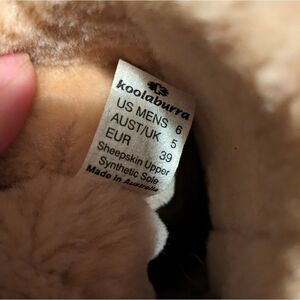 koolaburra
US MENS 6
AUST/UK 5
EUR 39
Sheepskin Upper
Synthetic Sole
Made In Australia